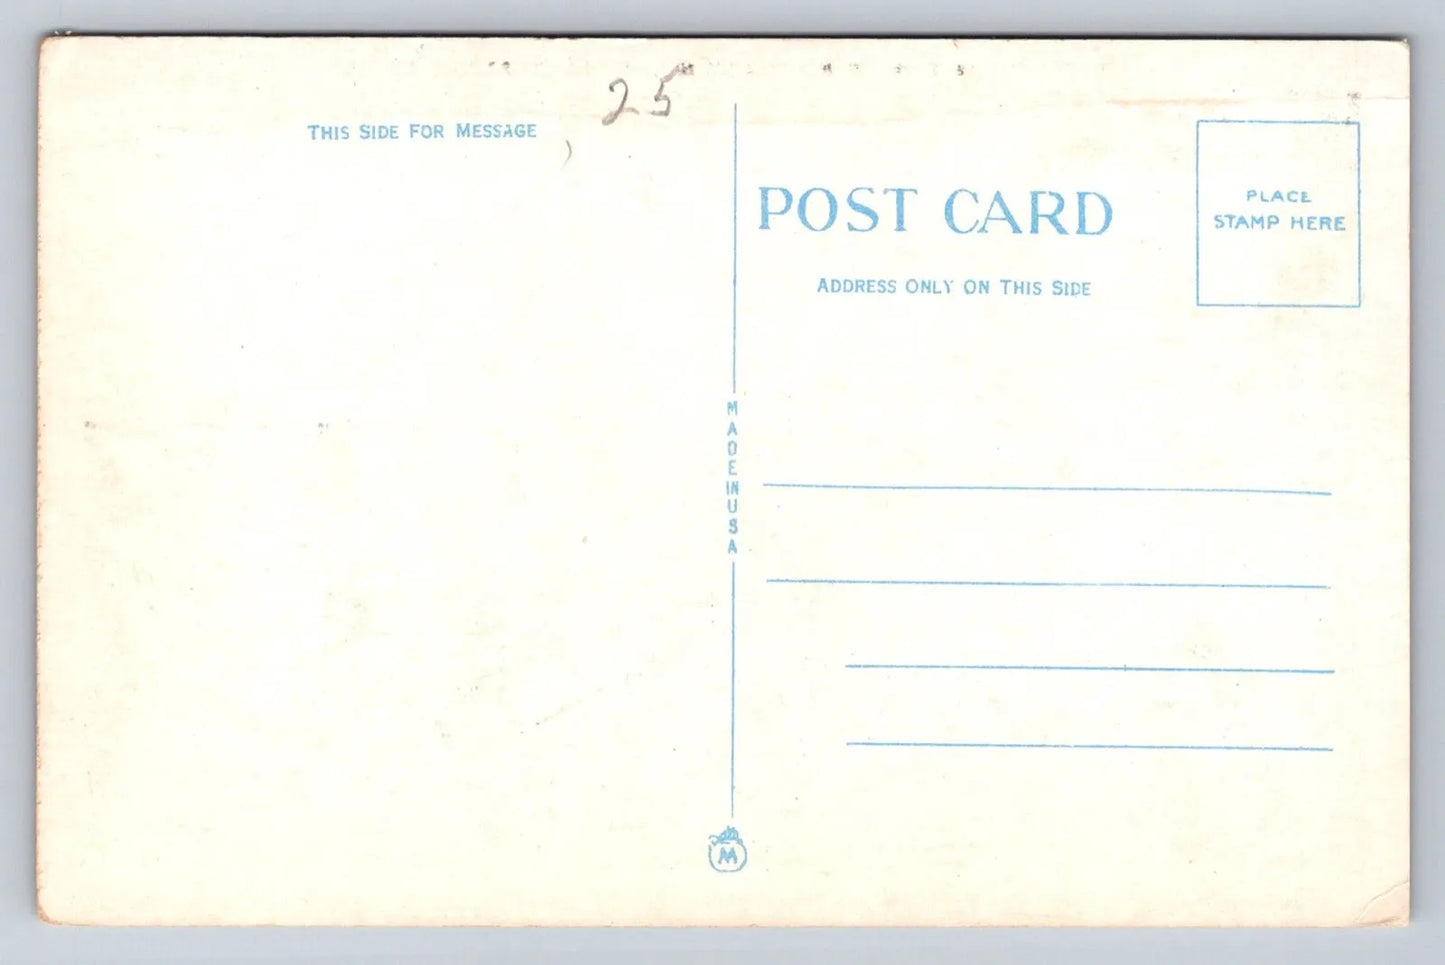 25
THIS SIDE FOR MESSAGE
POST CARD
PLACE
STAMP HERE
ADDRESS ONLY ON THIS SIDE
MADE IN USA
M